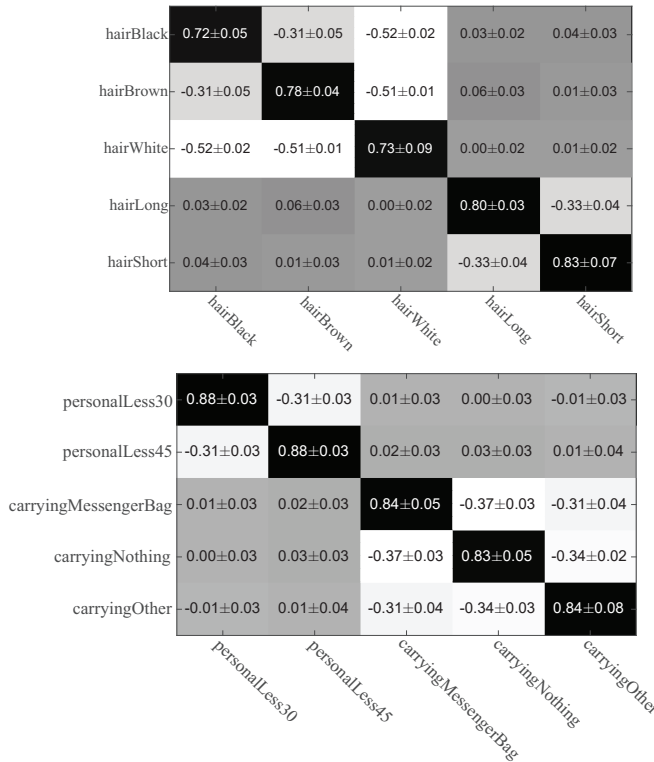 hairBlack 0.72±0.05 -0.31±0.05 -0.52±0.02 0.03±0.02 0.04±0.03
hairBrown -0.31±0.05 0.78±0.04 -0.51±0.01 0.06±0.03 0.01±0.03
hairWhite -0.52±0.02 -0.51±0.01 0.73±0.09 0.00±0.02 0.01±0.02
hairLong 0.03±0.02 0.06±0.03 0.00±0.02 0.80±0.03 -0.33±0.04
hairShort 0.04±0.03 0.01±0.03 0.01±0.02 -0.33±0.04 0.83±0.07
hairBlack hairBrown hairWhite hairLong hairShort
personalLess30 0.88±0.03 -0.31±0.03 0.01±0.03 0.00±0.03 -0.01±0.03
personalLess45 -0.31±0.03 0.88±0.03 0.02±0.03 0.03±0.03 0.01±0.04
carryingMessengerBag 0.01±0.03 0.02±0.03 0.84±0.05 -0.37±0.03 -0.31±0.04
carryingNothing 0.00±0.03 0.03±0.03 -0.37±0.03 0.83±0.05 -0.34±0.02
carryingOther -0.01±0.03 0.01±0.04 -0.31±0.04 -0.34±0.03 0.84±0.08
personalLess30 personalLess45 carryingMessengerBag carryingNothing carryingOther